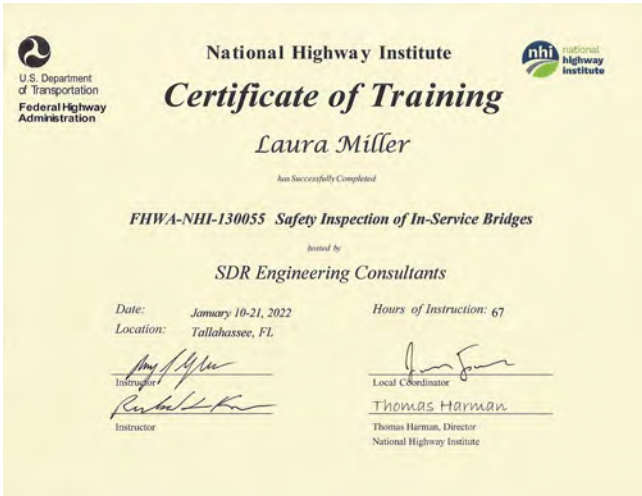 U.S. Department
of Transportation
Federal Highway
Administration
National Highway Institute
nhi
national
highway
institute
Certificate of Training
Laura Miller
has Successfully Completed
FHWA-NHI-130055 Safety Inspection of In-Service Bridges
hosted by
SDR Engineering Consultants
Date: January 10-21, 2022
Location: Tallahassee, FL
Hours of Instruction: 67
Instructor
Instructor
Local Coordinator
Thomas Harman
Thomas Harman, Director
National Highway Institute